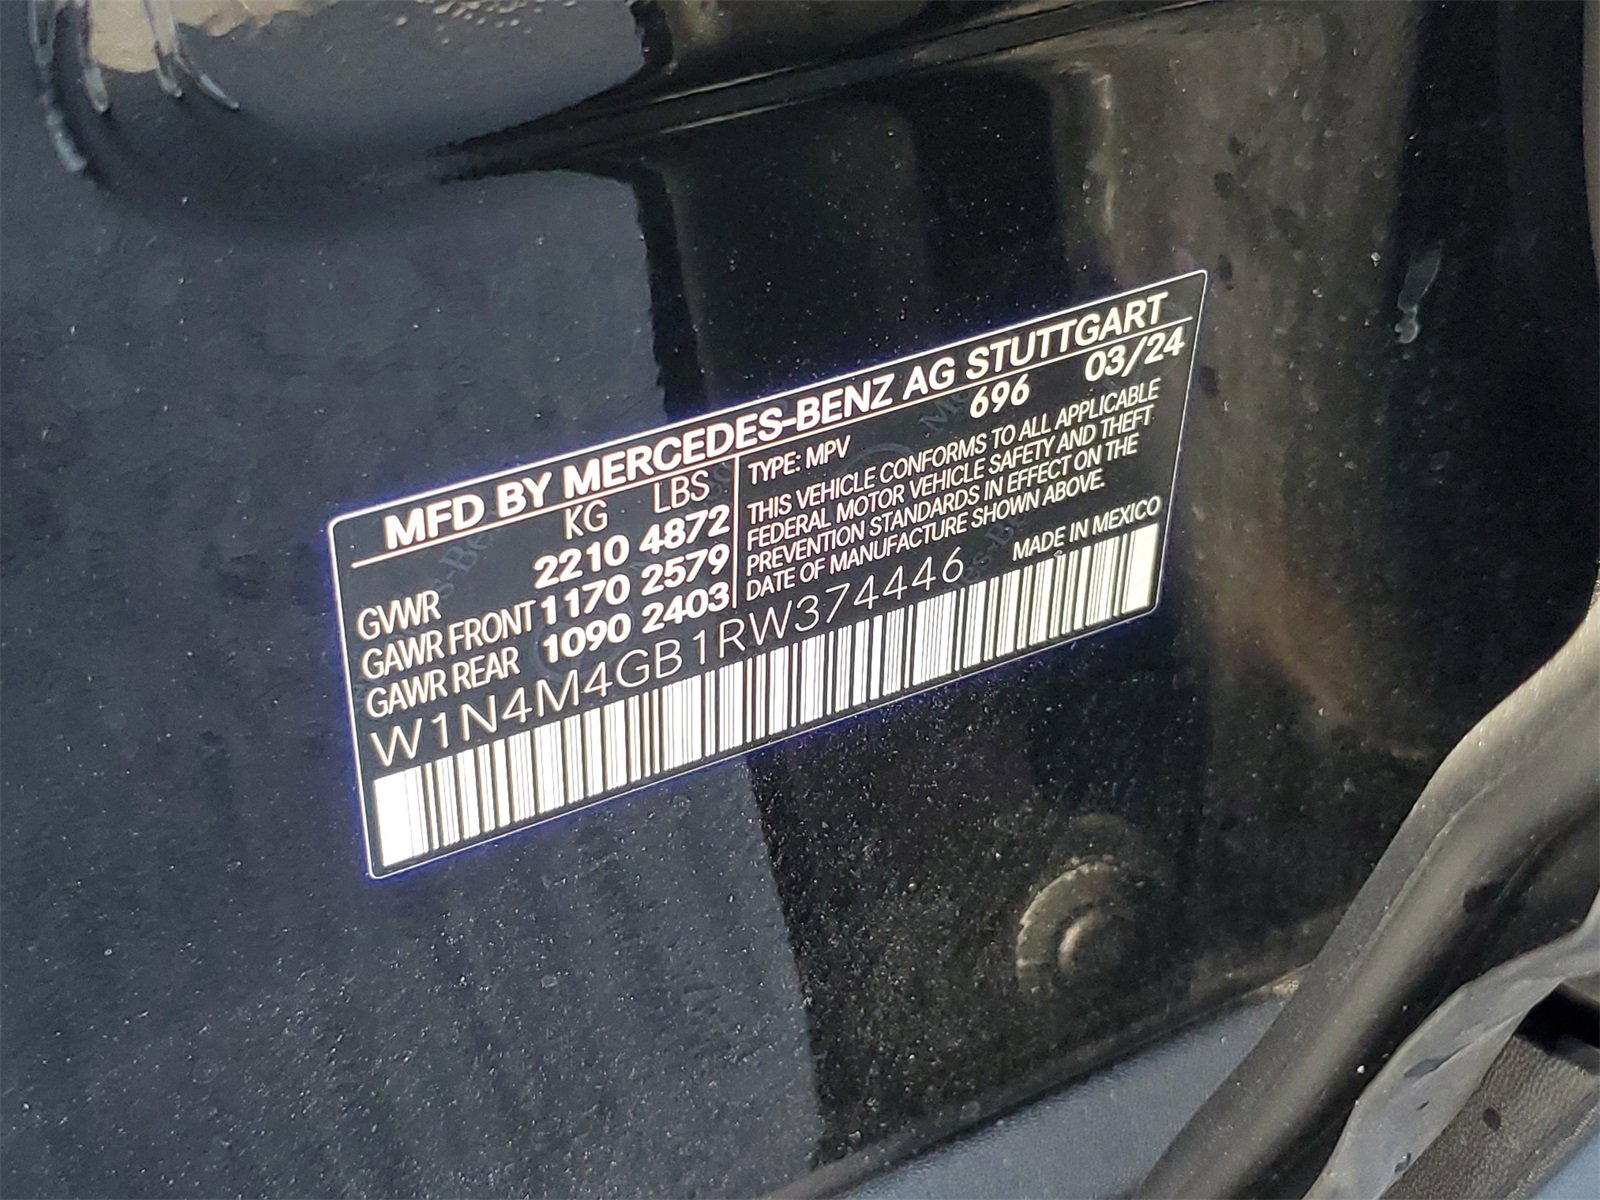 MFD BY MERCEDES-BENZ AG STUTTGART
KG LBS
GVWR 2210 4872
GAWR FRONT 1170 2579
GAWR REAR 1090 2403
696 03/24
TYPE: MPV
THIS VEHICLE CONFORMS TO ALL APPLICABLE
FEDERAL MOTOR VEHICLE SAFETY AND THEFT
PREVENTION STANDARDS IN EFFECT ON THE
DATE OF MANUFACTURE SHOWN ABOVE.
MADE IN MEXICO
W1N4M4GB1RW374446